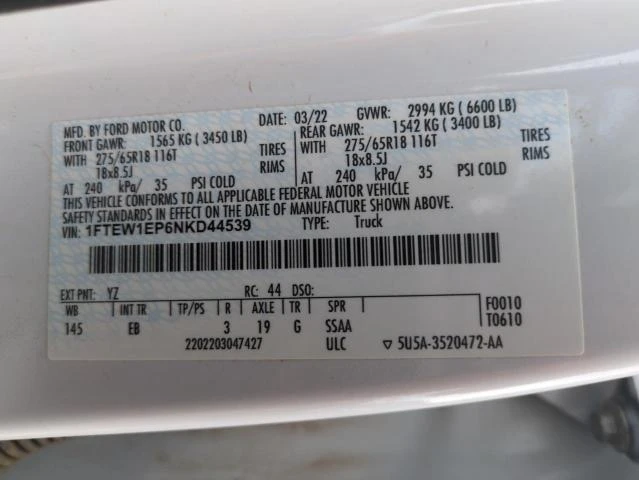 MFD. BY FORD MOTOR CO. DATE: 03/22 GVWR: 2994 KG ( 6600 LB)
FRONT GAWR: 1565 KG ( 3450 LB) REAR GAWR: 1542 KG ( 3400 LB)
WITH 275/65R18 116T TIRES WITH 275/65R18 116T TIRES
18x8.5J RIMS 18x8.5J RIMS
AT 240 kPa/ 35 PSI COLD AT 240 kPa/ 35 PSI COLD
THIS VEHICLE CONFORMS TO ALL APPLICABLE FEDERAL MOTOR VEHICLE
SAFETY STANDARDS IN EFFECT ON THE DATE OF MANUFACTURE SHOWN ABOVE.
VIN: 1FTEW1EP6NKD44539 TYPE: Truck
EXT PNT: YZ RC: 44 DSO:
WB INT TR TP/PS R AXLE TR SPR F0010
145 EB 3 19 G SSAA T0610
2202203047427 ULC ▽ 5U5A-3520472-AA